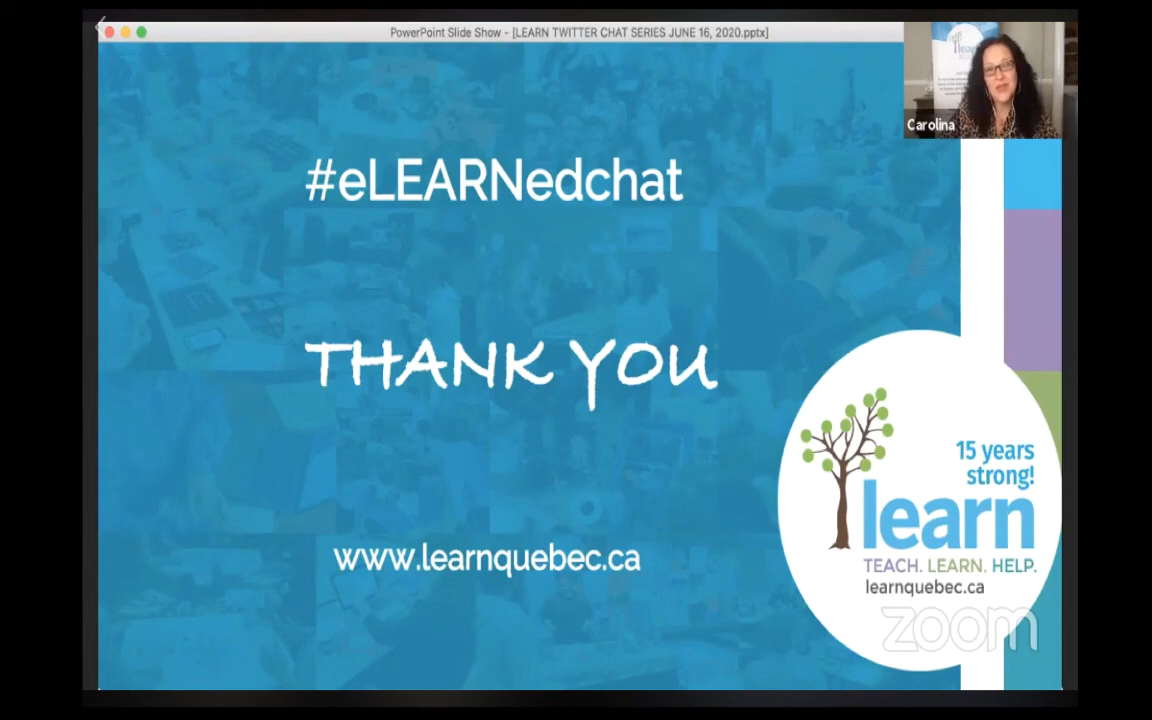 PowerPoint Slide Show - [LEARN TWITTER CHAT SERIES JUNE 16, 2020.pptx]
Carolina
#eLEARNedchat
THANK YOU
www.learnquebec.ca
15 years
strong!
learn
TEACH. LEARN. HELP.
learnquebec.ca
zoom